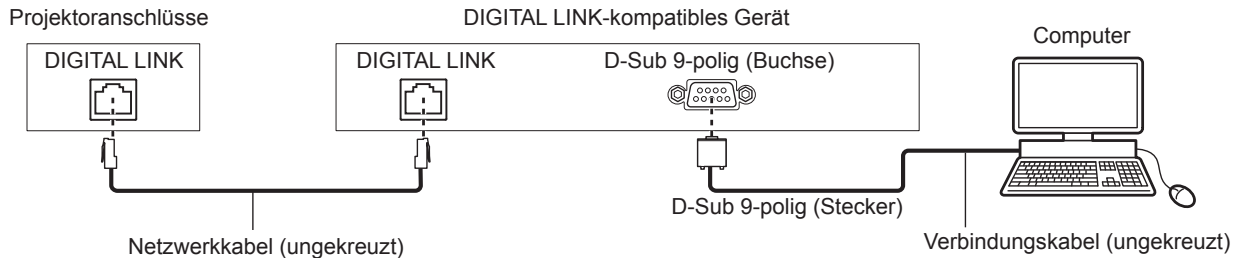 Projektoranschlüsse
DIGITAL LINK-kompatibles Gerät
Computer
DIGITAL LINK
DIGITAL LINK
D-Sub 9-polig (Buchse)
D-Sub 9-polig (Stecker)
Netzwerkkabel (ungekreuzt)
Verbindungskabel (ungekreuzt)